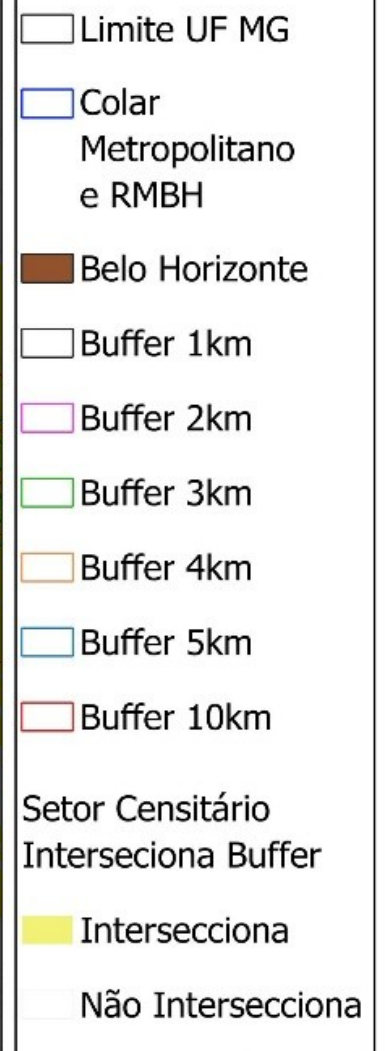 Limite UF MG
Colar
Metropolitano
e RMBH
Belo Horizonte
Buffer 1km
Buffer 2km
Buffer 3km
Buffer 4km
Buffer 5km
Buffer 10km
Setor Censitário
Interseciona Buffer
Intersecciona
Não Intersecciona